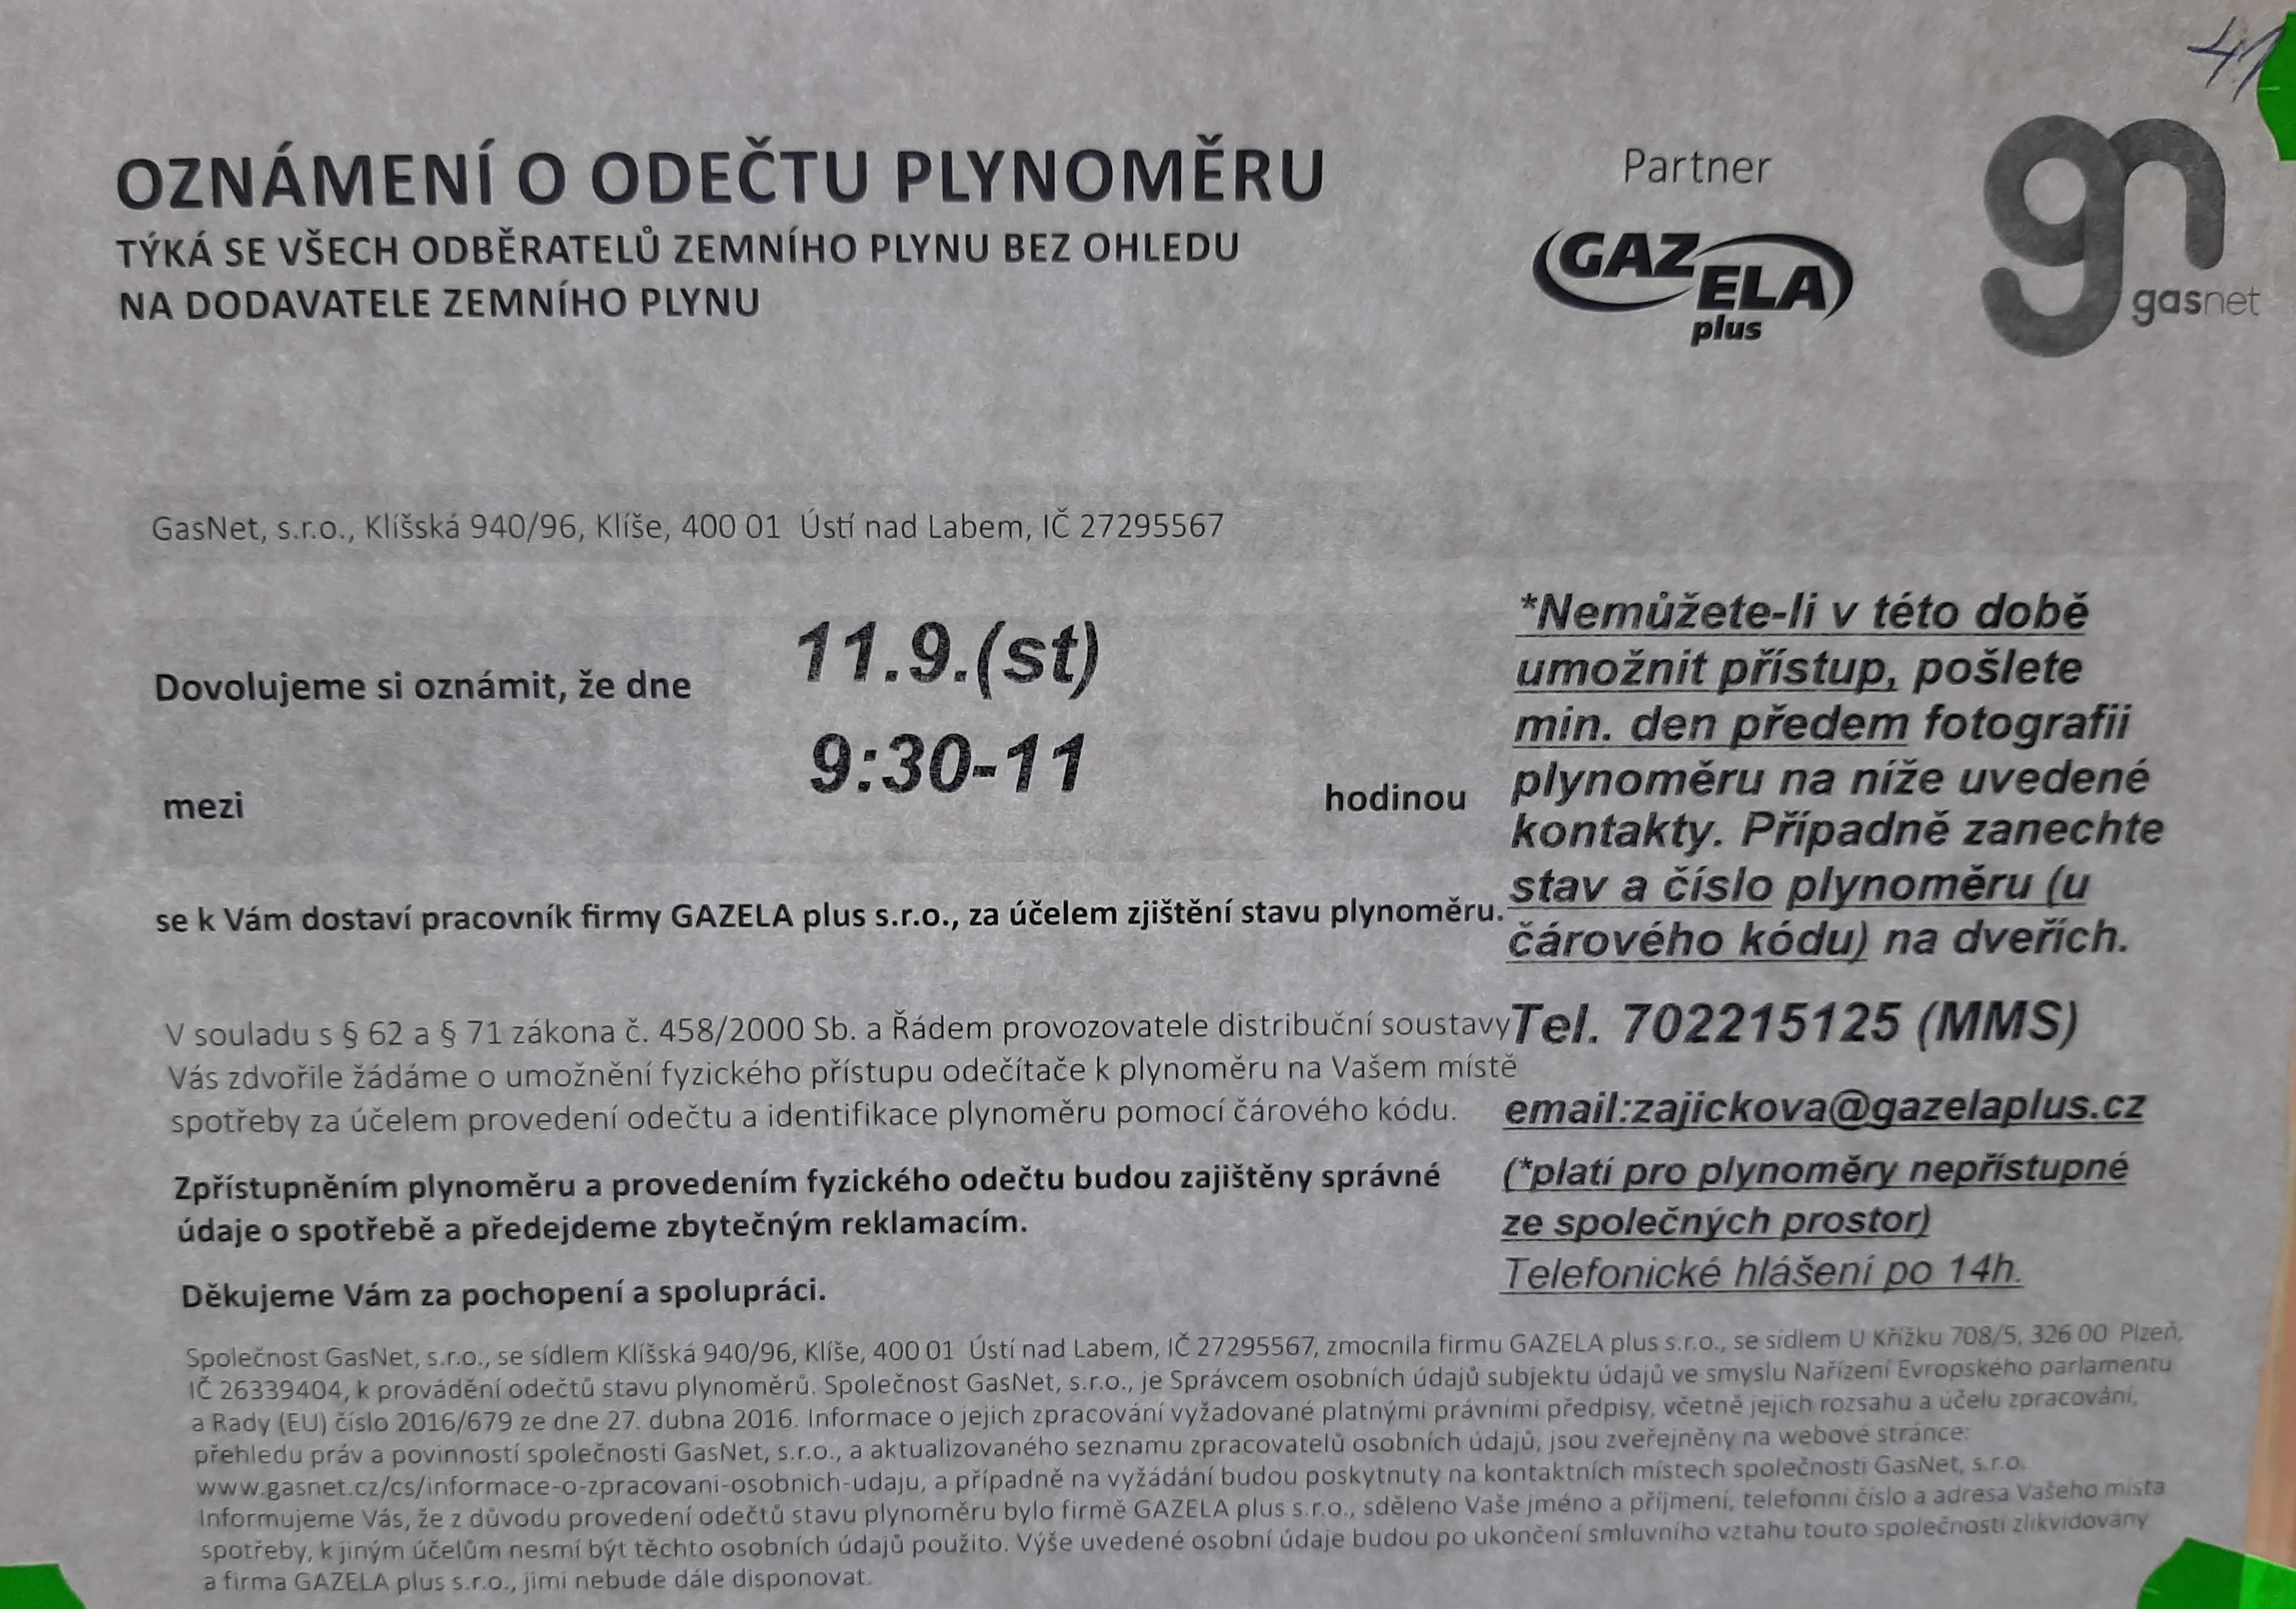 41
OZNÁMENÍ O ODEČTU PLYNOMĚRU
TÝKÁ SE VŠECH ODBĚRATELŮ ZEMNÍHO PLYNU BEZ OHLEDU
NA DODAVATELE ZEMNÍHO PLYNU
Partner
GAZELA
plus
gn
gasnet
GasNet, s.r.o., Klíšská 940/96, Klíše, 400 01 Ústí nad Labem, IČ 27295567
Dovolujeme si oznámit, že dne 11.9.(st)
mezi 9:30-11 hodinou
se k Vám dostaví pracovník firmy GAZELA plus s.r.o., za účelem zjištění stavu plynoměru.
V souladu s § 62 a § 71 zákona č. 458/2000 Sb. a Řádem provozovatele distribuční soustavy
Vás zdvořile žádáme o umožnění fyzického přístupu odečítače k plynoměru na Vašem místě
spotřeby za účelem provedení odečtu a identifikace plynoměru pomocí čárového kódu.
Zpřístupněním plynoměru a provedením fyzického odečtu budou zajištěny správné
údaje o spotřebě a předejdeme zbytečným reklamacím.
Děkujeme Vám za pochopení a spolupráci.
*Nemůžete-li v této době
umožnit přístup, pošlete
min. den předem fotografii
plynoměru na níže uvedené
kontakty. Případně zanechte
stav a číslo plynoměru (u
čárového kódu) na dveřích.
Tel. 702215125 (MMS)
email:zajickova@gazelaplus.cz
(*platí pro plynoměry nepřístupné
ze společných prostor)
Telefonické hlášení po 14h.
Společnost GasNet, s.r.o., se sídlem Klíšská 940/96, Klíše, 400 01 Ústí nad Labem, IČ 27295567, zmocnila firmu GAZELA plus s.r.o., se sídlem U Křížku 708/5, 326 00 Plzeň,
IČ 26339404, k provádění odečtů stavu plynoměrů. Společnost GasNet, s.r.o., je Správcem osobních údajů subjektu údajů ve smyslu Nařízení Evropského parlamentu
a Rady (EU) číslo 2016/679 ze dne 27. dubna 2016. Informace o jejich zpracování vyžadované platnými právními předpisy, včetně jejich rozsahu a účelu zpracování,
přehledu práv a povinností společnosti GasNet, s.r.o., a aktualizovaného seznamu zpracovatelů osobních údajů, jsou zveřejněny na webové stránce:
www.gasnet.cz/cs/informace-o-zpracovani-osobnich-udaju, a případně na vyžádání budou poskytnuty na kontaktních místech společnosti GasNet, s.r.o.
Informujeme Vás, že z důvodu provedení odečtů stavu plynoměru bylo firmě GAZELA plus s.r.o., sděleno Vaše jméno a příjmení, telefonní číslo a adresa Vašeho místa
spotřeby, k jiným účelům nesmí být těchto osobních údajů použito. Výše uvedené osobní údaje budou po ukončení smluvního vztahu touto společností zlikvidovány
a firma GAZELA plus s.r.o., jimi nebude dále disponovat.